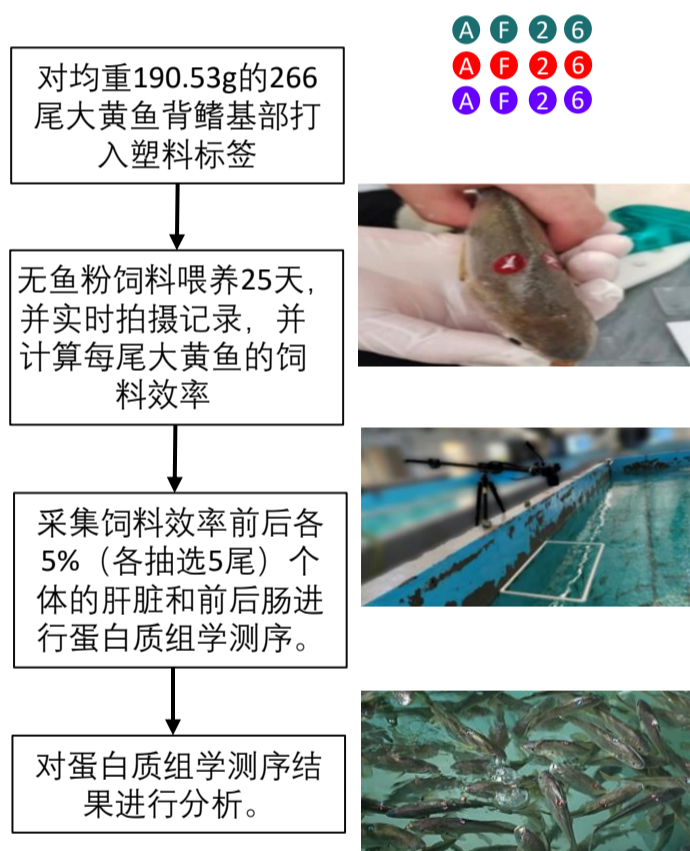 A F 2 6
A F 2 6
A F 2 6
对均重190.53g的266
尾大黄鱼背鳍基部打
入塑料标签
无鱼粉饲料喂养25天，
并实时拍摄记录，并
计算每尾大黄鱼的饲
料效率
采集饲料效率前后各
5%（各抽选5尾）个
体的肝脏和前后肠进
行蛋白质组学测序。
对蛋白质组学测序结
果进行分析。